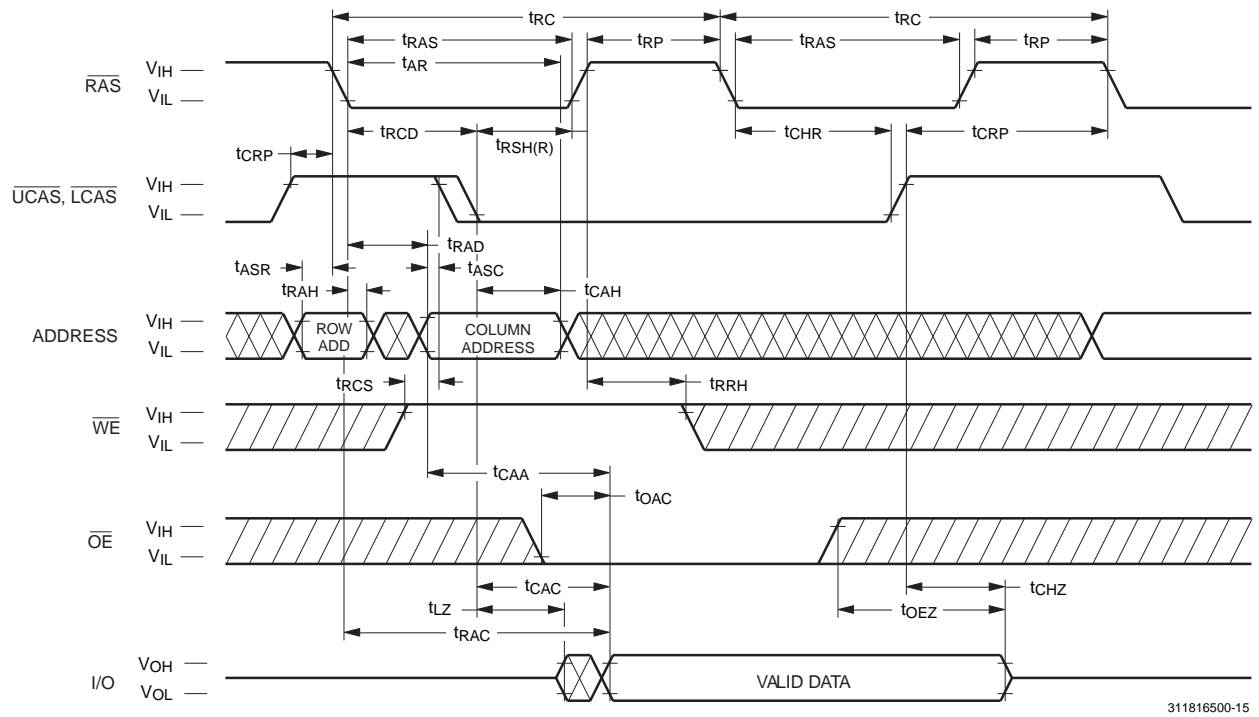 tRC tRC
tRAS tRP tRAS tRP
tAR
RAS VIH
VIL
tRCD tRSH(R) tCHR tCRP
tCRP
UCAS, LCAS VIH
VIL
tRAD
tASR tASC
tRAH tCAH
ADDRESS VIH
VIL
ROW ADD
COLUMN ADDRESS
tRCS tRRH
WE VIH
VIL
tCAA
tOAC
OE VIH
VIL
tCAC tCHZ
tLZ tOEZ
tRAC
I/O VOH
VOL
VALID DATA
311816500-15